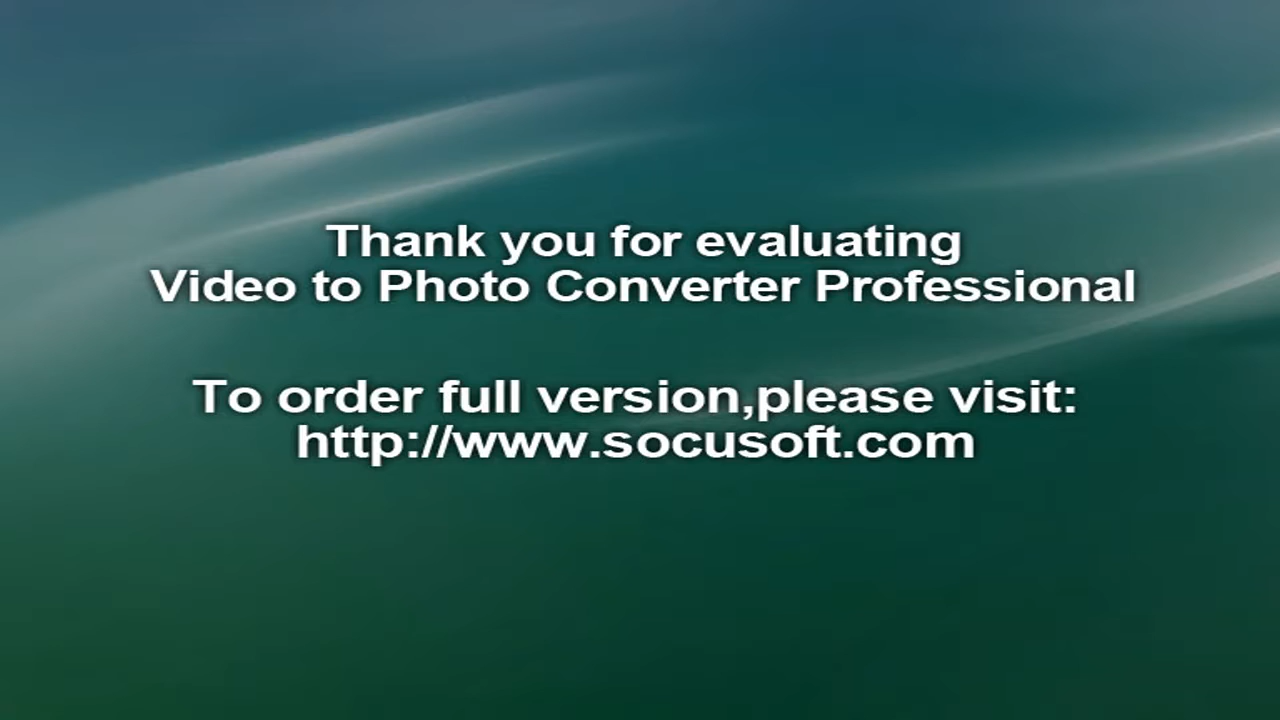 Thank you for evaluating
Video to Photo Converter Professional
To order full version,please visit:
http://www.socusoft.com